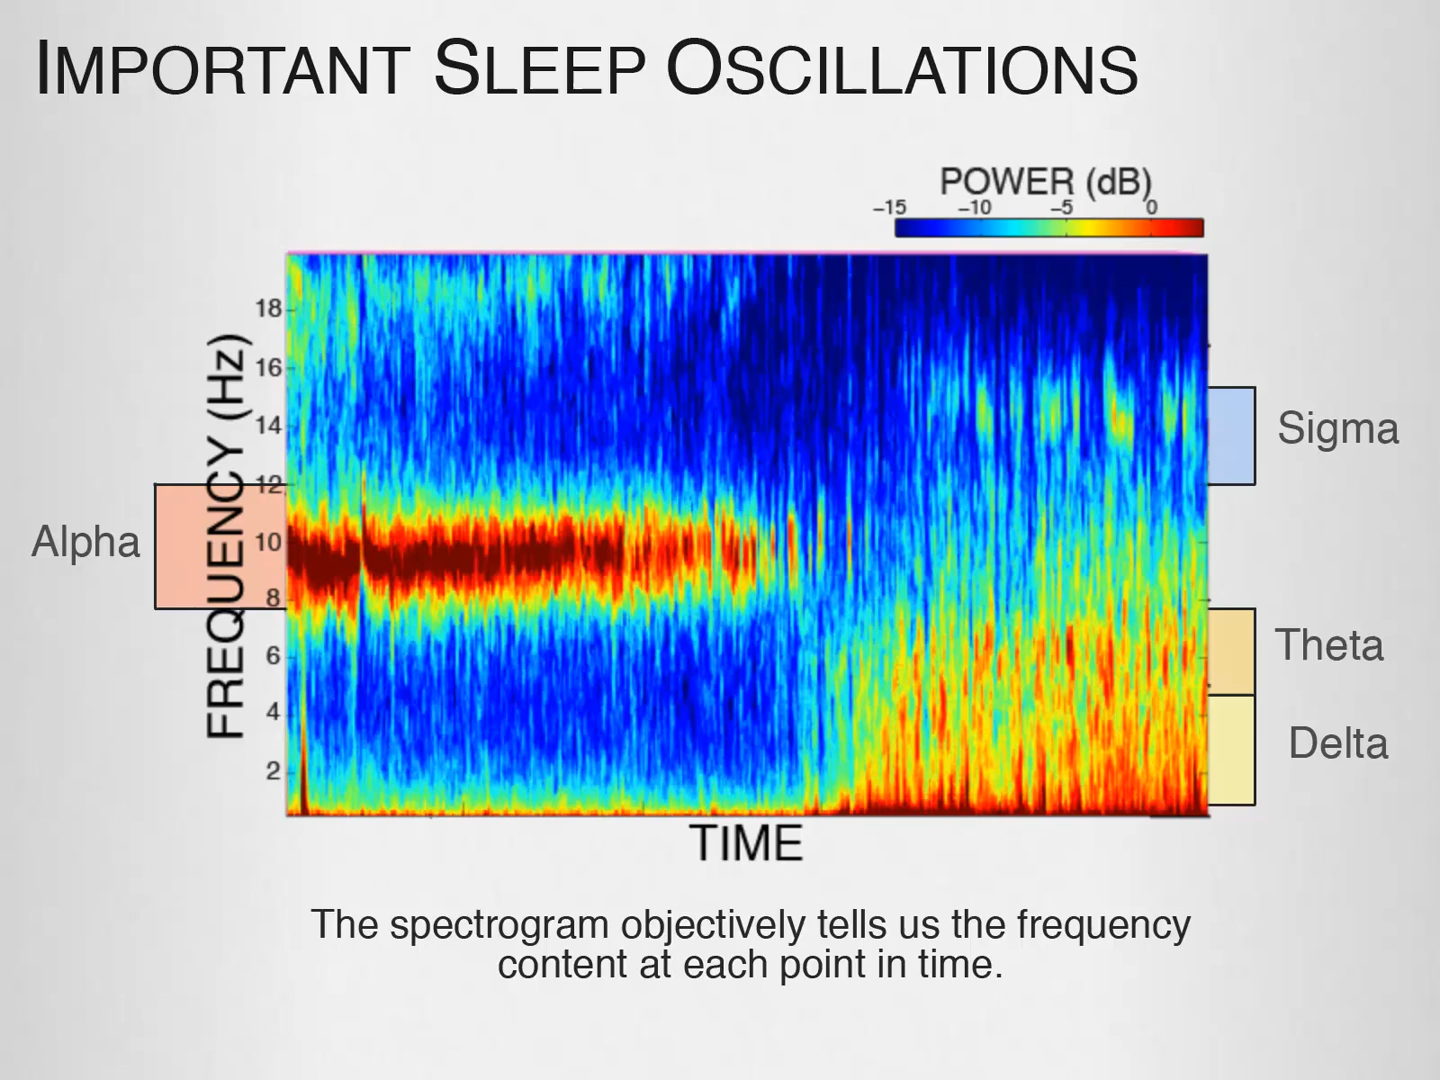 IMPORTANT SLEEP OSCILLATIONS
POWER (dB)
−15 −10 −5 0
FREQUENCY (Hz)
18
16
14
12
10
8
6
4
2
Alpha
Sigma
Theta
Delta
TIME
The spectrogram objectively tells us the frequency
content at each point in time.